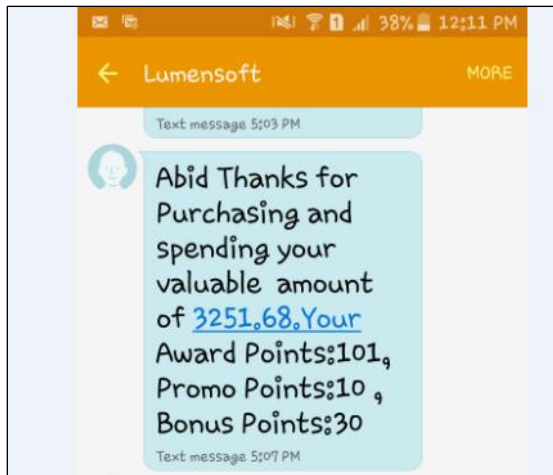 1 38% 12:11 PM
← Lumensoft MORE
Text message 5:03 PM
Abid Thanks for
Purchasing and
spending your
valuable amount
of 3251.68.Your
Award Points:101,
Promo Points:10 ,
Bonus Points:30
Text message 5:07 PM